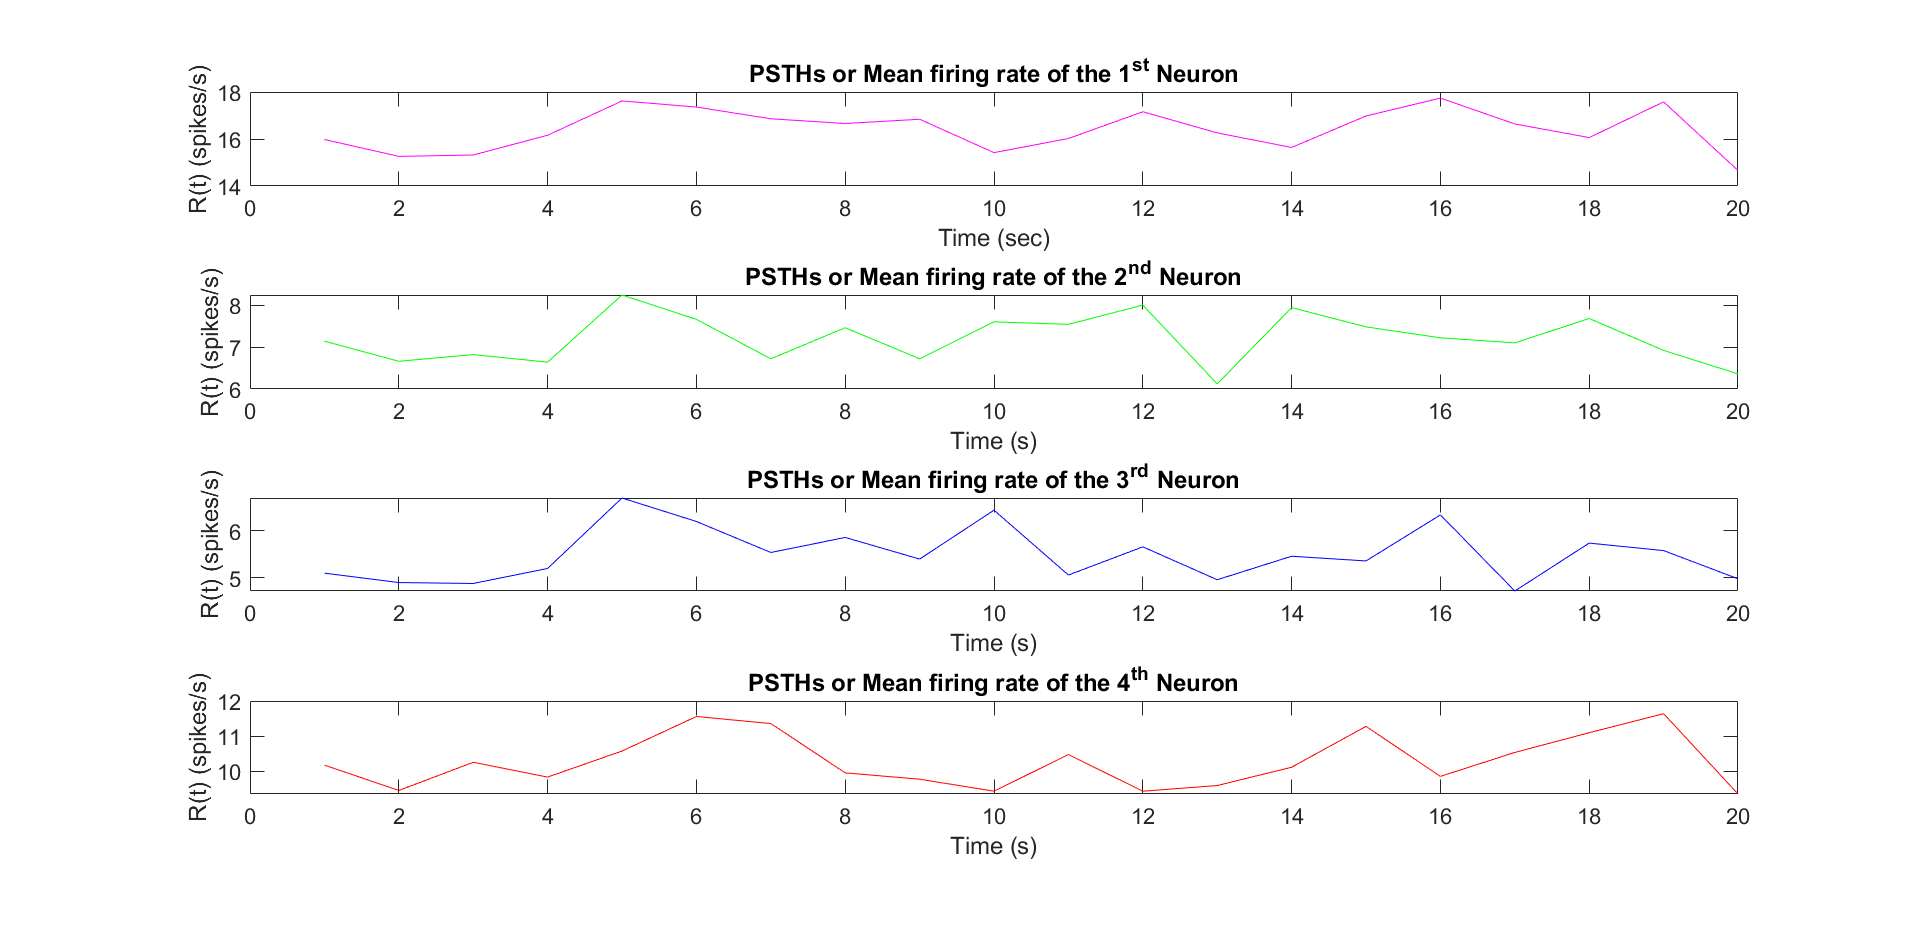 PSTHs or Mean firing rate of the 1st Neuron
R(t) (spikes/s)
18
16
14
0 2 4 6 8 10 12 14 16 18 20
Time (sec)
PSTHs or Mean firing rate of the 2nd Neuron
R(t) (spikes/s)
8
7
6
0 2 4 6 8 10 12 14 16 18 20
Time (s)
PSTHs or Mean firing rate of the 3rd Neuron
R(t) (spikes/s)
6
5
0 2 4 6 8 10 12 14 16 18 20
Time (s)
PSTHs or Mean firing rate of the 4th Neuron
R(t) (spikes/s)
12
11
10
0 2 4 6 8 10 12 14 16 18 20
Time (s)